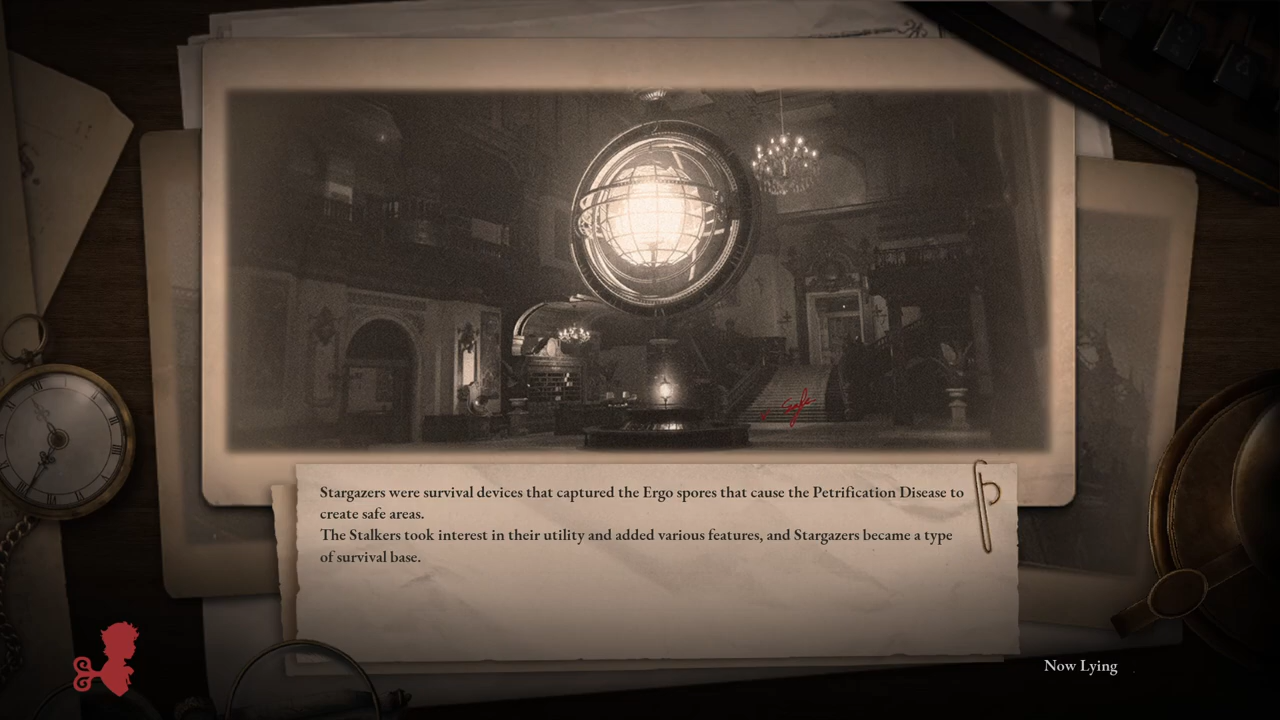 Stargazers were survival devices that captured the Ergo spores that cause the Petrification Disease to
create safe areas.
The Stalkers took interest in their utility and added various features, and Stargazers became a type
of survival base.
Now Lying